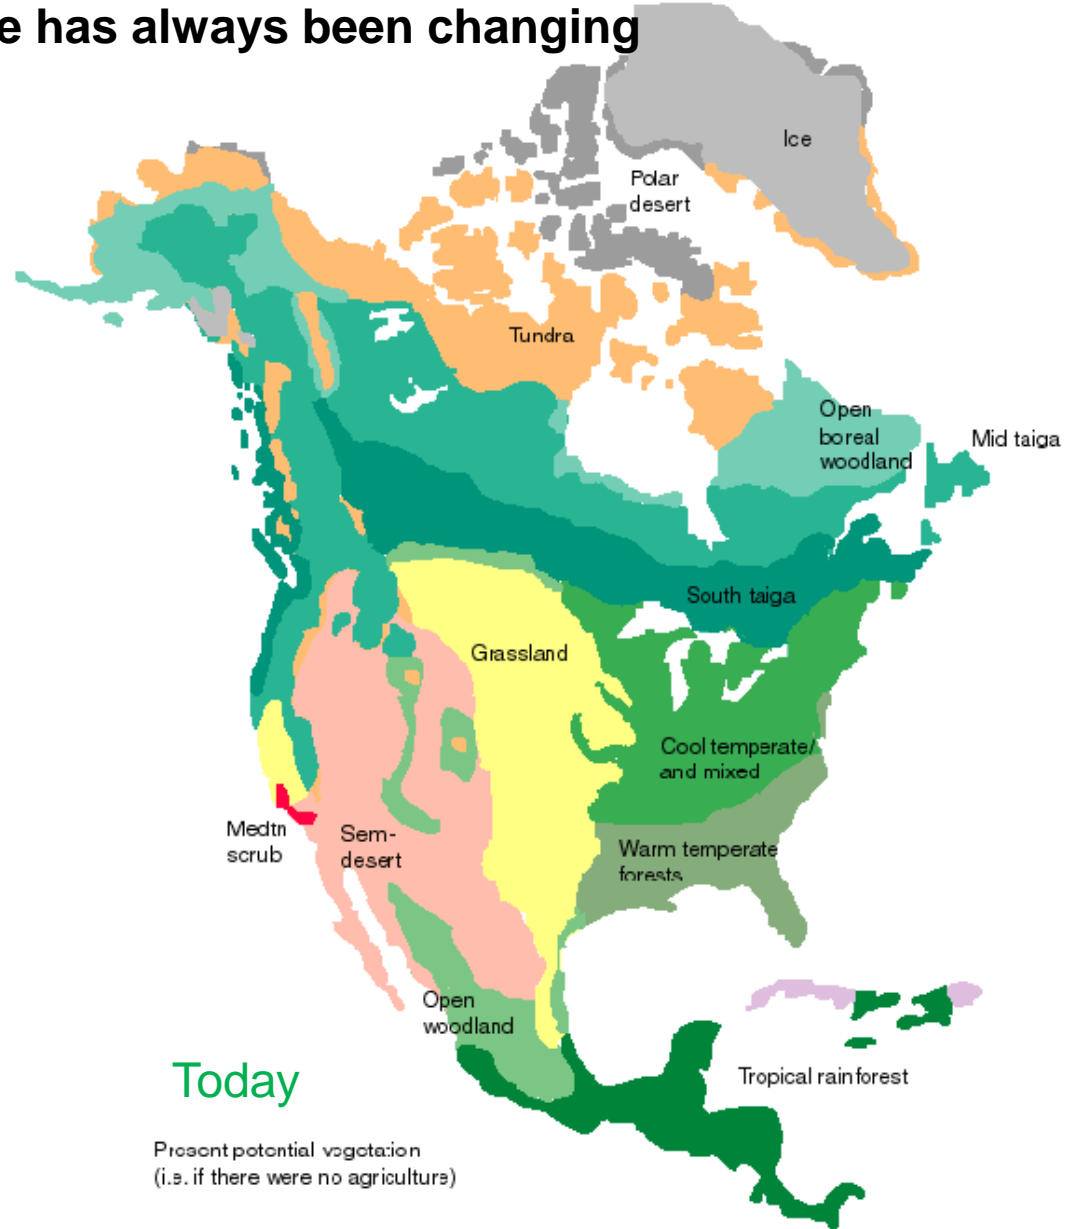 e has always been changing
Ice
Polar
desert
Tundra
Open
boreal
woodland
Mid taiga
South taiga
Grassland
Cool temperate/
and mixed
Medtn
scrub
Sem-
desert
Warm temperate
forests
Open
woodland
Today
Tropical rainforest
Present potential vegetation
(i.e. if there were no agriculture)